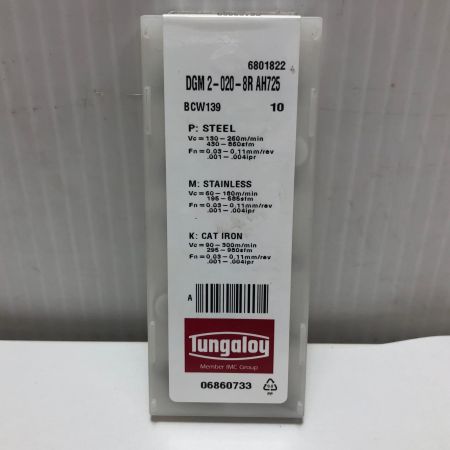 6801822
DGM 2-020-8R AH725
BCW139 10
P: STEEL
Vc=130-260m/min
430-860sfm
Fn=0.03-0.11mm/rev
.001-.004ipr
M: STAINLESS
Vc=60-180m/min
195-585sfm
Fn=0.03-0.11mm/rev
.001-.004ipr
K: CAT IRON
Vc=90-300m/min
295-980sfm
Fn=0.03-0.11mm/rev
.001-.004ipr
A
Tungaloy
Member IMC Group
06860733
PP